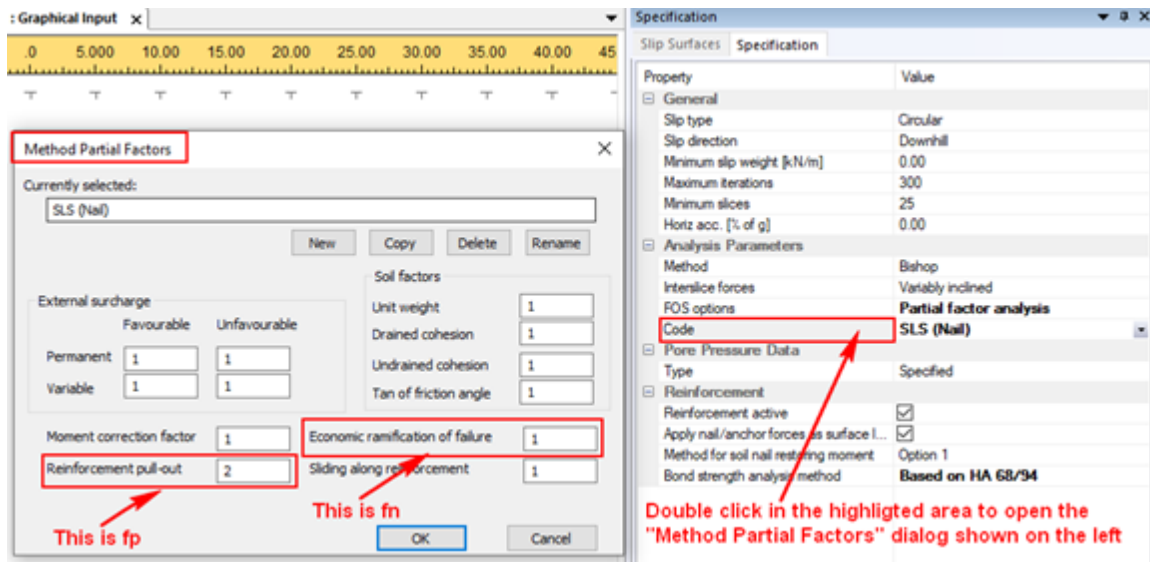 : Graphical Input x
Specification
.0 5.000 10.00 15.00 20.00 25.00 30.00 35.00 40.00 45
Slip Surfaces Specification
Property Value
General
Slip type Circular
Slip direction Downhill
Minimum slip weight [kN/m] 0.00
Maximum iterations 300
Minimum slices 25
Horiz acc. [% of g] 0.00
Analysis Parameters
Method Bishop
Interslice forces Variably inclined
FOS options Partial factor analysis
Code SLS (Nail)
Pore Pressure Data
Type Specified
Reinforcement
Reinforcement active
Apply nail/anchor forces as surface l...
Method for soil nail restoring moment Option 1
Bond strength analysis method Based on HA 68/94
Double click in the highligted area to open the
"Method Partial Factors" dialog shown on the left
Method Partial Factors
Currently selected:
SLS (Nail)
New Copy Delete Rename
External surcharge
Favourable Unfavourable
Permanent 1 1
Variable 1 1
Soil factors
Unit weight 1
Drained cohesion 1
Undrained cohesion 1
Tan of friction angle 1
Moment correction factor 1 Economic ramification of failure 1
Reinforcement pull-out 2 Sliding along reinforcement 1
This is fp
This is fn
OK Cancel